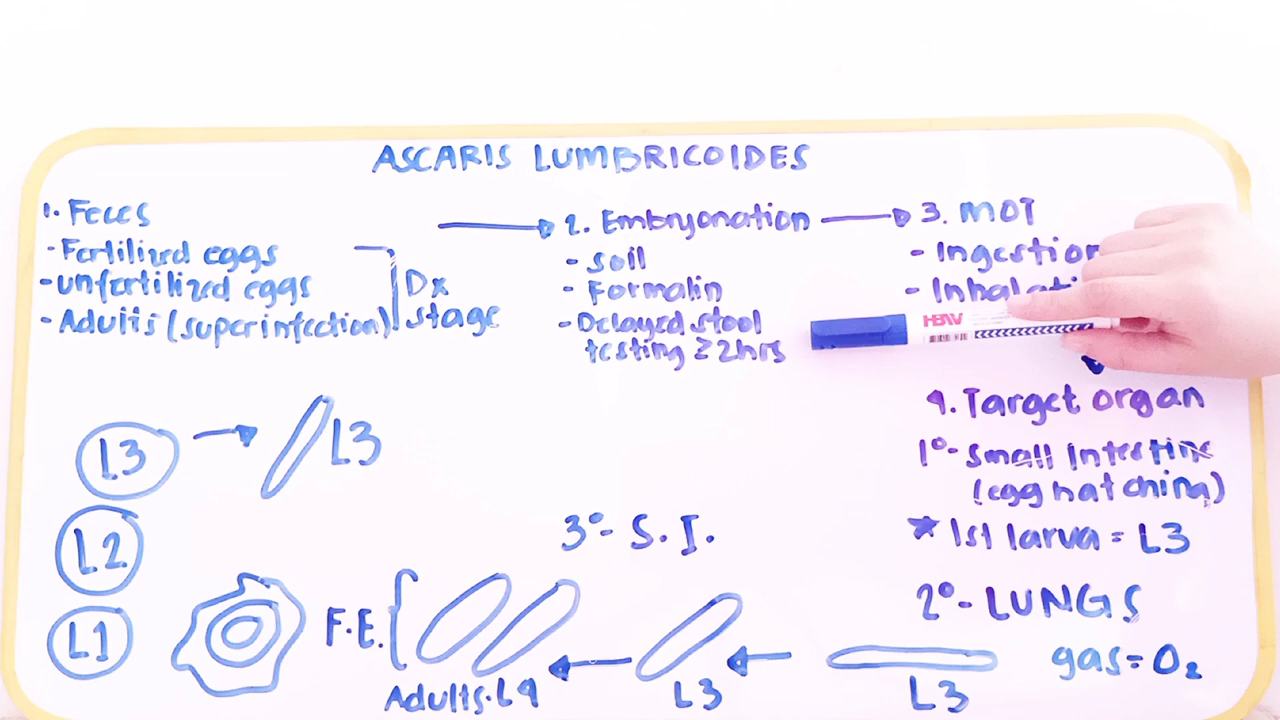 ASCARIS LUMBRICOIDES
1. Feces
- Fertilized eggs
- unfertilized eggs
- Adults (superinfection)
Dx
stage
2. Embryonation
- soil
- Formalin
- Delayed stool
testing ≥2hrs
3. MOT
- Ingestion
- Inhalati
HBW
4. Target organ
1°- small Intestine
(egg hatching)
★ 1st larva = L3
2°- LUNGS
gas = O₂
L3
L3
3°- S.I.
Adults·L4
F.E.
L3
L3
L2
L1